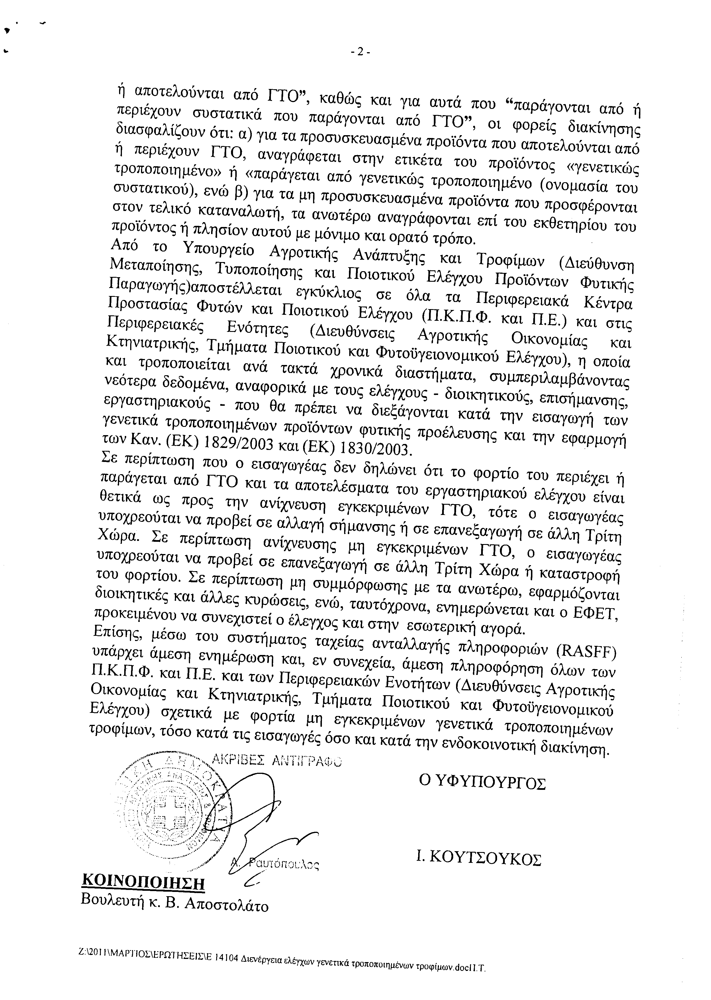 - 2 -
ή αποτελούνται από ΓΤΟ”, καθώς και για αυτά που “παράγονται από ή
περιέχουν συστατικά που παράγονται από ΓΤΟ”, οι φορείς διακίνησης
διασφαλίζουν ότι: α) για τα προσυσκευασμένα προϊόντα που αποτελούνται από
ή περιέχουν ΓΤΟ, αναγράφεται στην ετικέτα του προϊόντος «γενετικώς
τροποποιημένο» ή «παράγεται από γενετικώς τροποποιημένο (ονομασία του
συστατικού), ενώ β) για τα μη προσυσκευασμένα προϊόντα που προσφέρονται
στον τελικό καταναλωτή, τα ανωτέρω αναγράφονται επί του εκθετηρίου του
προϊόντος ή πλησίον αυτού με μόνιμο και ορατό τρόπο.
Από το Υπουργείο Αγροτικής Ανάπτυξης και Τροφίμων (Διεύθυνση
Μεταποίησης, Τυποποίησης και Ποιοτικού Ελέγχου Προϊόντων Φυτικής
Παραγωγής)αποστέλλεται εγκύκλιος σε όλα τα Περιφερειακά Κέντρα
Προστασίας Φυτών και Ποιοτικού Ελέγχου (Π.Κ.Π.Φ. και Π.Ε.) και στις
Περιφερειακές Ενότητες (Διευθύνσεις Αγροτικής Οικονομίας και
Κτηνιατρικής, Τμήματα Ποιοτικού και Φυτοϋγειονομικού Ελέγχου), η οποία
και τροποποιείται ανά τακτά χρονικά διαστήματα, συμπεριλαμβάνοντας
νεότερα δεδομένα, αναφορικά με τους ελέγχους - διοικητικούς, επισήμανσης,
εργαστηριακούς - που θα πρέπει να διεξάγονται κατά την εισαγωγή των
γενετικά τροποποιημένων προϊόντων φυτικής προέλευσης και την εφαρμογή
των Καν. (ΕΚ) 1829/2003 και (ΕΚ) 1830/2003.
Σε περίπτωση που ο εισαγωγέας δεν δηλώνει ότι το φορτίο του περιέχει ή
παράγεται από ΓΤΟ και τα αποτελέσματα του εργαστηριακού ελέγχου είναι
θετικά ως προς την ανίχνευση εγκεκριμένων ΓΤΟ, τότε ο εισαγωγέας
υποχρεούται να προβεί σε αλλαγή σήμανσης ή σε επανεξαγωγή σε άλλη Τρίτη
Χώρα. Σε περίπτωση ανίχνευσης μη εγκεκριμένων ΓΤΟ, ο εισαγωγέας
υποχρεούται να προβεί σε επανεξαγωγή σε άλλη Τρίτη Χώρα ή καταστροφή
του φορτίου. Σε περίπτωση μη συμμόρφωσης με τα ανωτέρω, εφαρμόζονται
διοικητικές και άλλες κυρώσεις, ενώ, ταυτόχρονα, ενημερώνεται και ο ΕΦΕΤ,
προκειμένου να συνεχιστεί ο έλεγχος και στην εσωτερική αγορά.
Επίσης, μέσω του συστήματος ταχείας ανταλλαγής πληροφοριών (RASFF)
υπάρχει άμεση ενημέρωση και, εν συνεχεία, άμεση πληροφόρηση όλων των
Π.Κ.Π.Φ. και Π.Ε. και των Περιφερειακών Ενοτήτων (Διευθύνσεις Αγροτικής
Οικονομίας και Κτηνιατρικής, Τμήματα Ποιοτικού και Φυτοϋγειονομικού
Ελέγχου) σχετικά με φορτία μη εγκεκριμένων γενετικά τροποποιημένων
τροφίμων, τόσο κατά τις εισαγωγές όσο και κατά την ενδοκοινοτική διακίνηση.
ΑΚΡΙΒΕΣ ΑΝΤΙΓΡΑΦΟ
Ο ΥΦΥΠΟΥΡΓΟΣ
Ι. ΚΟΥΤΣΟΥΚΟΣ
Α. Ραυτόπουλος
ΚΟΙΝΟΠΟΙΗΣΗ
Βουλευτή κ. Β. Αποστολάτο
Z:\2011\ΜΑΡΤΙΟΣ\ΕΡΩΤΗΣΕΙΣ\Ε 14104 Διενέργεια ελέγχων γενετικά τροποποιημένων τροφίμων.docΠ.Τ.